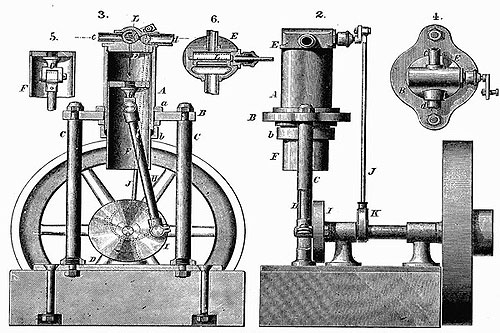 5. 3. L 6. 2. 4.
c H E E
F L
A A a B B B
C C b b
F
J J
C
H
L
I I K
D